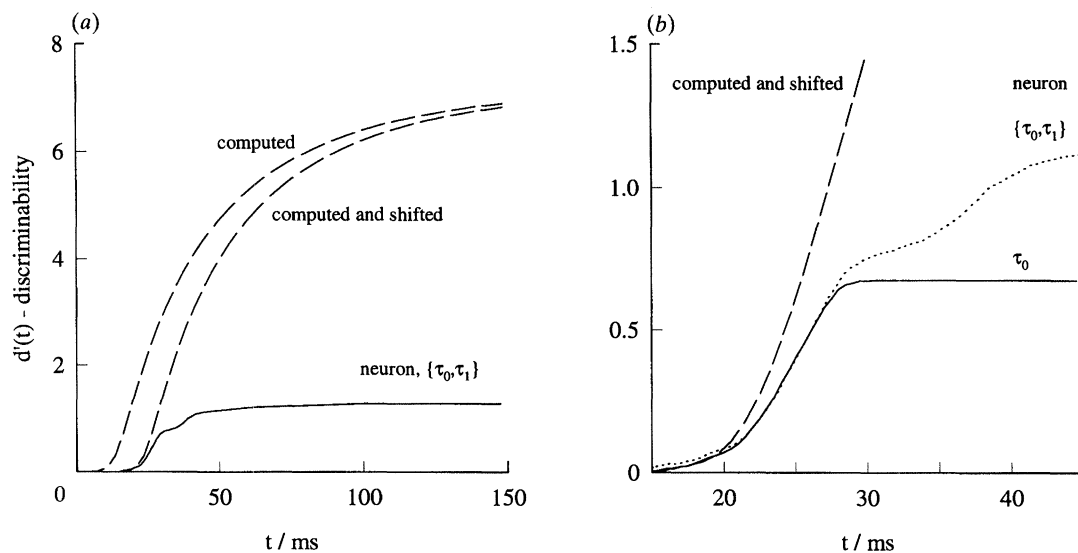 (a)
8
6
4
2
0
computed
computed and shifted
neuron, {τ₀,τ₁}
d'(t) - discriminability
50
100
150
t / ms
(b)
1.5
1.0
0.5
0
computed and shifted
neuron
{τ₀,τ₁}
τ₀
20
30
40
t / ms